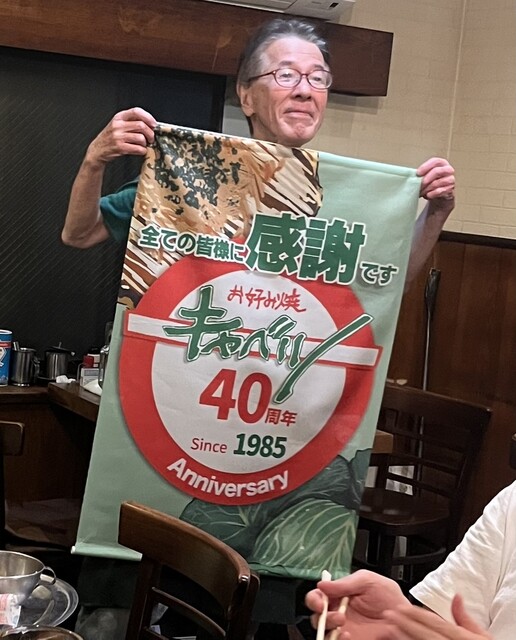 全ての皆様に感謝です
お好み焼
キャベツ
40周年
Since 1985
Anniversary